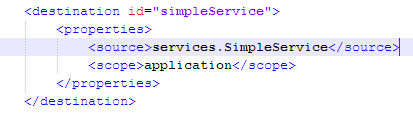 <destination id="simpleService">
<properties>
<source>services.SimpleService</source>
<scope>application</scope>
</properties>
</destination>